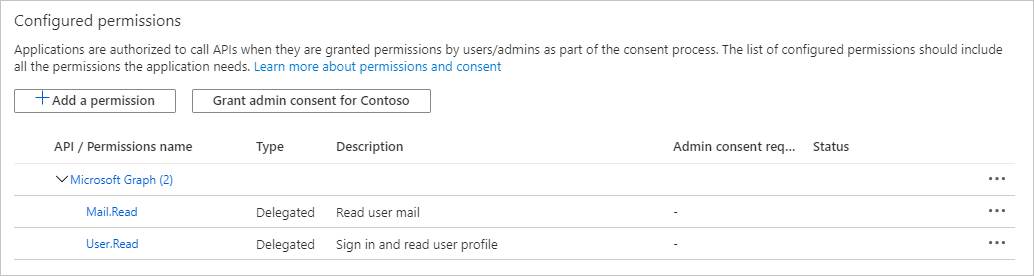 Configured permissions
Applications are authorized to call APIs when they are granted permissions by users/admins as part of the consent process. The list of configured permissions should include
all the permissions the application needs. Learn more about permissions and consent
+ Add a permission Grant admin consent for Contoso
API / Permissions name Type Description Admin consent req... Status
Microsoft Graph (2) ...
Mail.Read Delegated Read user mail - ...
User.Read Delegated Sign in and read user profile - ...